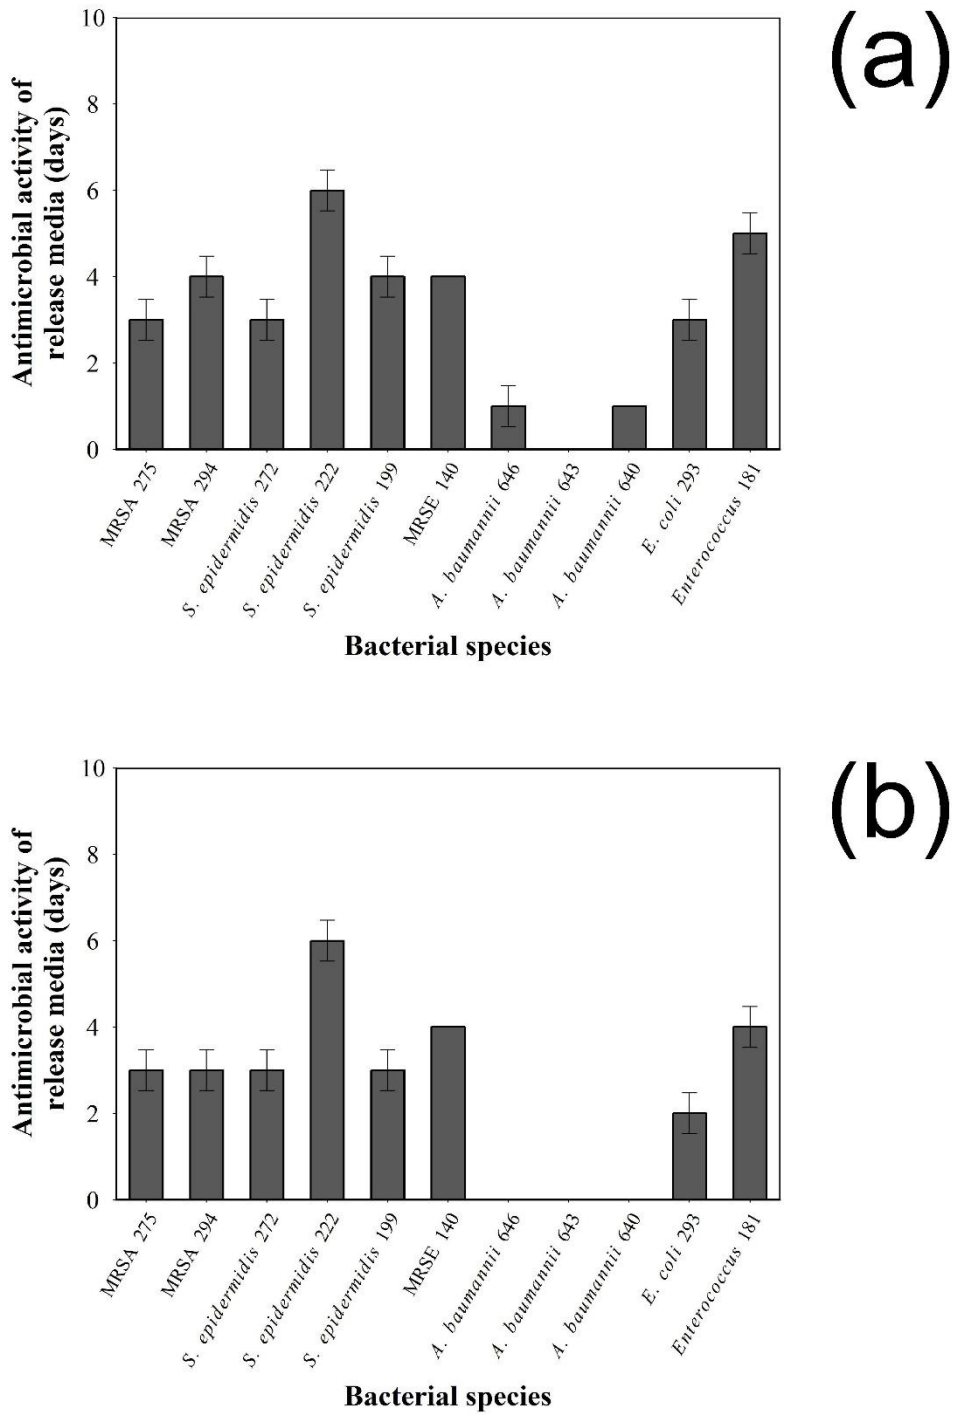 (a)
Antimicrobial activity of
release media (days)
10
8
6
4
2
0
MRSA 275
MRSA 294
S. epidermidis 272
S. epidermidis 222
S. epidermidis 199
MRSE 140
A. baumannii 646
A. baumannii 643
A. baumannii 640
E. coli 293
Enterococcus 181
Bacterial species
(b)
Antimicrobial activity of
release media (days)
10
8
6
4
2
0
MRSA 275
MRSA 294
S. epidermidis 272
S. epidermidis 222
S. epidermidis 199
MRSE 140
A. baumannii 646
A. baumannii 643
A. baumannii 640
E. coli 293
Enterococcus 181
Bacterial species